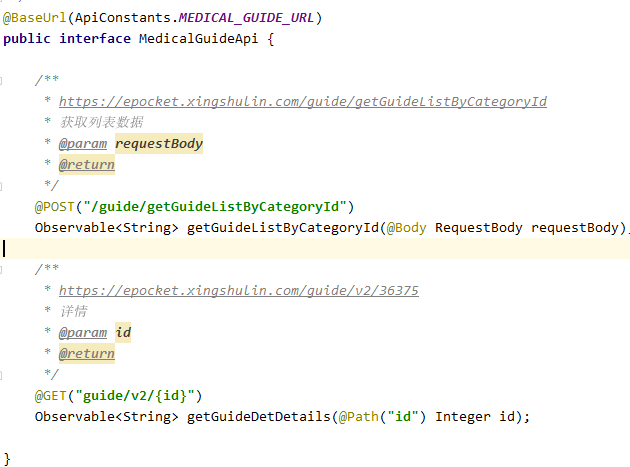 @BaseUrl(ApiConstants.MEDICAL_GUIDE_URL)
public interface MedicalGuideApi {
/**
* https://epocket.xingshulin.com/guide/getGuideListByCategoryId
* 获取列表数据
* @param requestBody
* @return
*/
@POST("/guide/getGuideListByCategoryId")
Observable<String> getGuideListByCategoryId(@Body RequestBody requestBody);
/**
* https://epocket.xingshulin.com/guide/v2/36375
* 详情
* @param id
* @return
*/
@GET("guide/v2/{id}")
Observable<String> getGuideDetDetails(@Path("id") Integer id);
}